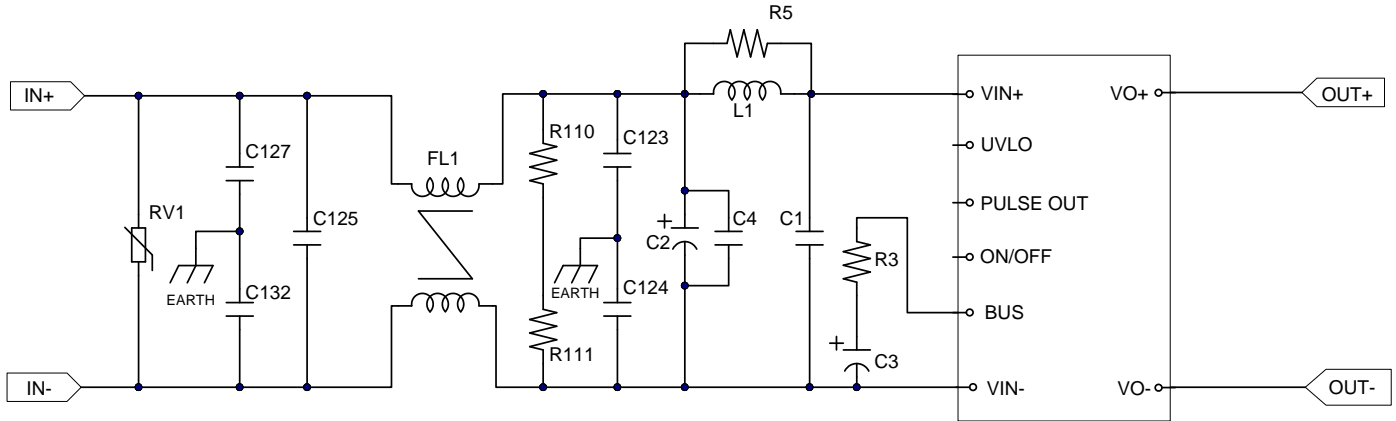 R5
IN+
VIN+
VO+
OUT+
L1
R110
C123
UVLO
C127
FL1
PULSE OUT
RV1
C125
C4
C1
C2
R3
ON/OFF
EARTH
C132
EARTH
C124
BUS
R111
C3
IN-
VIN-
VO-
OUT-